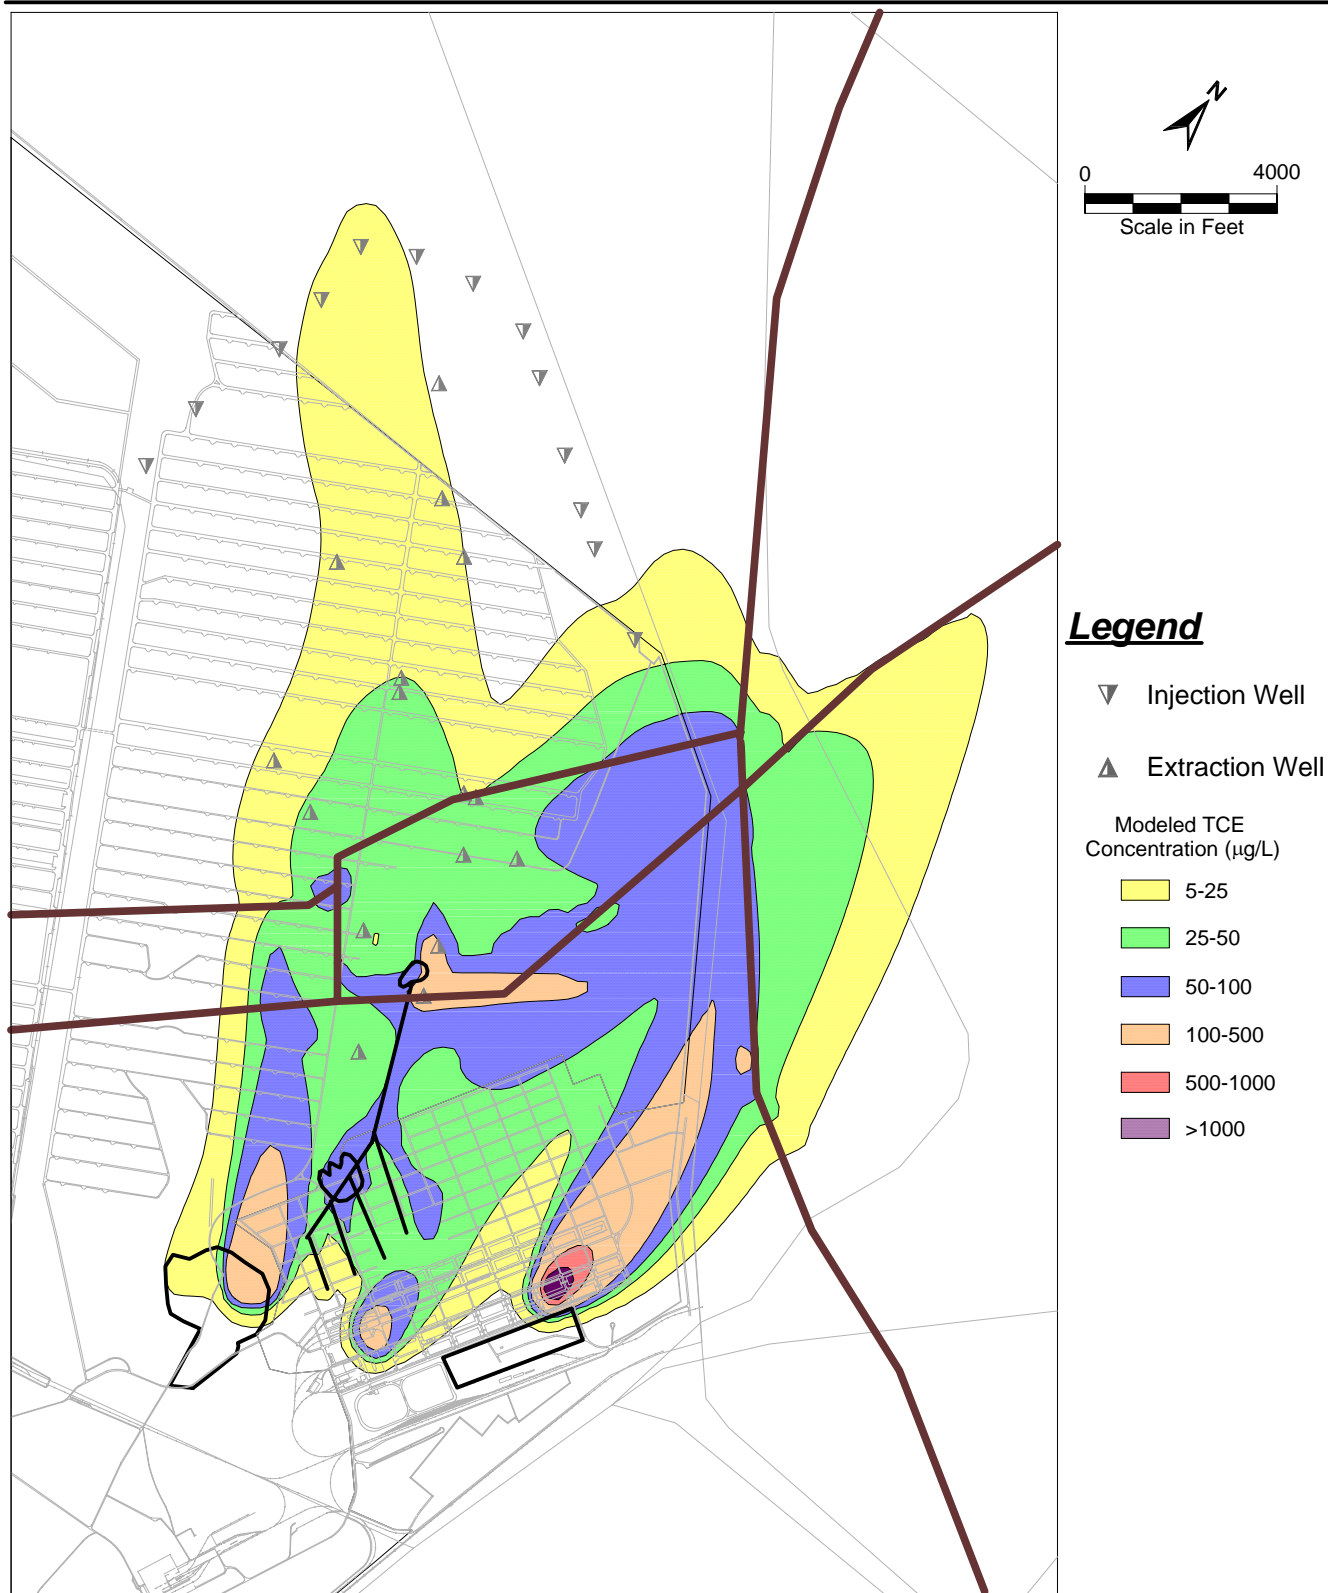 N
0 4000
Scale in Feet
Legend
Injection Well
Extraction Well
Modeled TCE
Concentration (µg/L)
5-25
25-50
50-100
100-500
500-1000
>1000